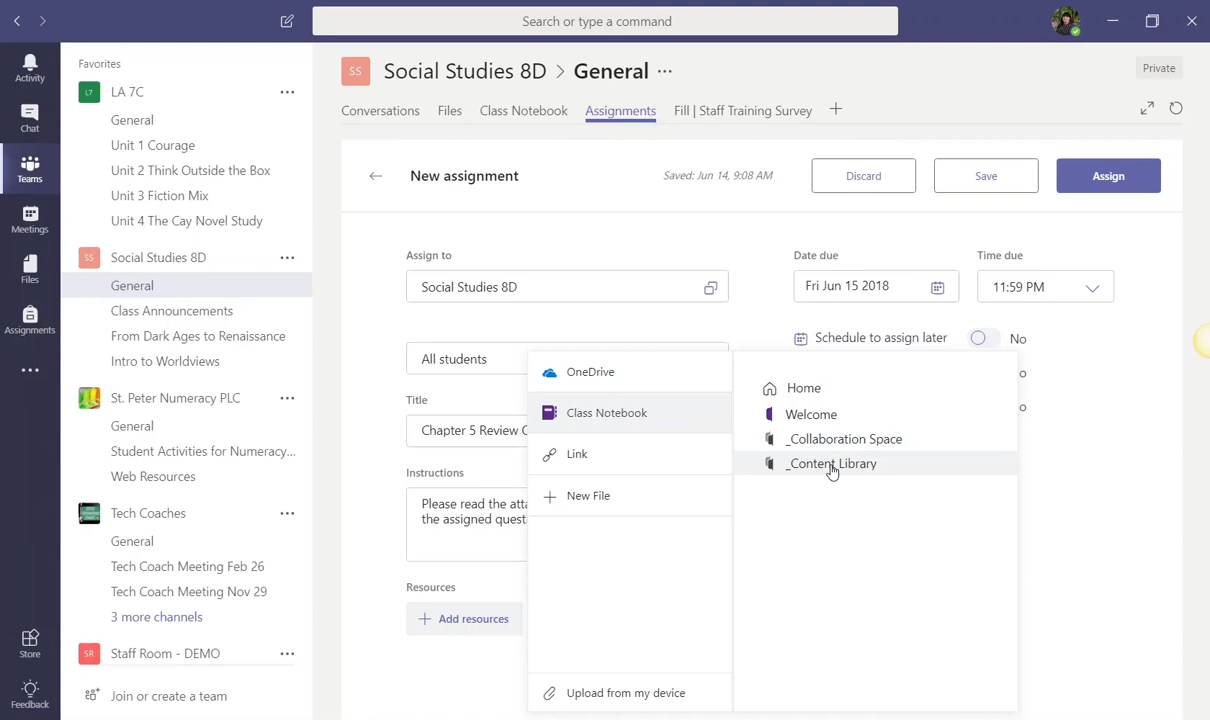 Search or type a command
Activity
Chat
Teams
Meetings
Files
Assignments
Store
Feedback
Favorites
L7 LA 7C
General
Unit 1 Courage
Unit 2 Think Outside the Box
Unit 3 Fiction Mix
Unit 4 The Cay Novel Study
SS Social Studies 8D
General
Class Announcements
From Dark Ages to Renaissance
Intro to Worldviews
St. Peter Numeracy PLC
General
Student Activities for Numeracy...
Web Resources
Tech Coaches
General
Tech Coach Meeting Feb 26
Tech Coach Meeting Nov 29
3 more channels
SR Staff Room - DEMO
Join or create a team
SS Social Studies 8D > General ...
Private
Conversations Files Class Notebook Assignments Fill | Staff Training Survey +
New assignment
Saved: Jun 14, 9:08 AM
Discard
Save
Assign
Assign to
Social Studies 8D
Date due
Fri Jun 15 2018
Time due
11:59 PM
Schedule to assign later No
All students
o
o
Title
Chapter 5 Review
Instructions
Please read the atta
the assigned quest
Resources
+ Add resources
OneDrive
Class Notebook
Link
New File
Upload from my device
Home
Welcome
_Collaboration Space
_Content Library